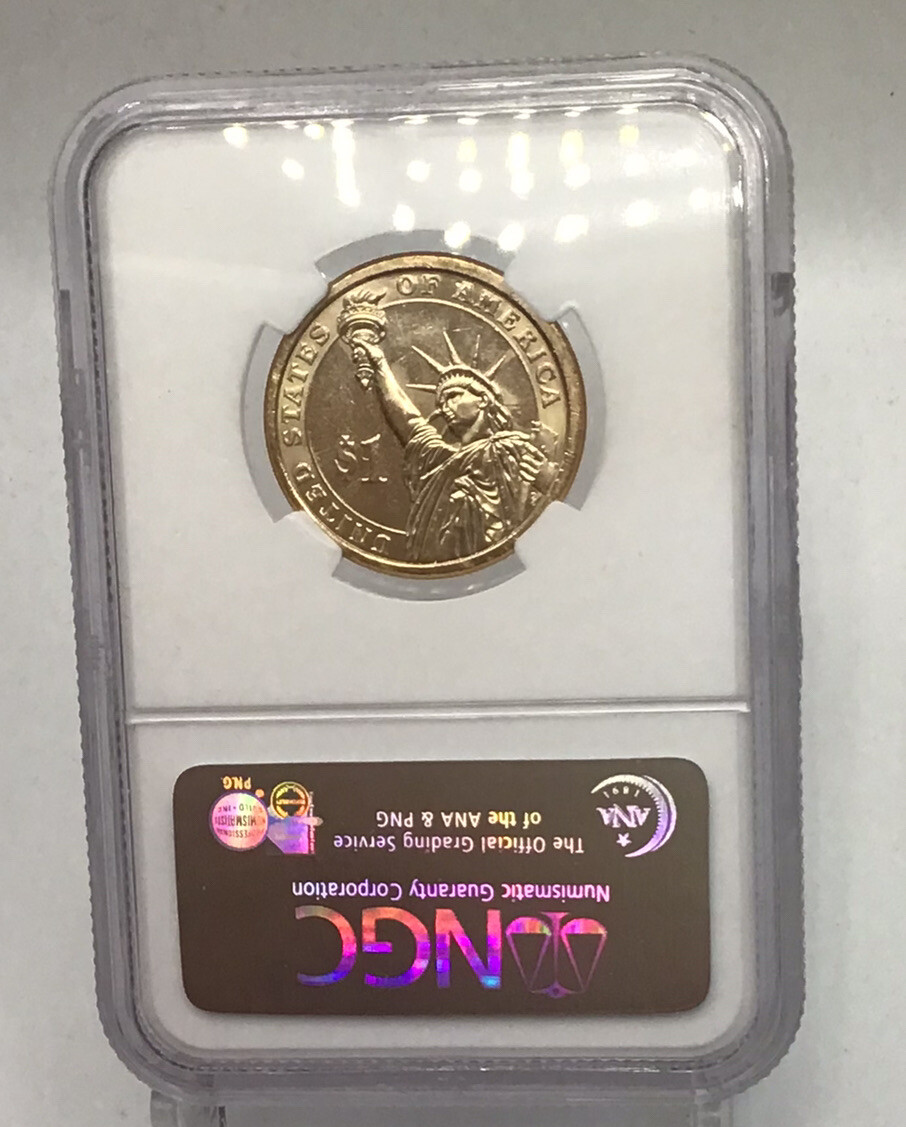 UNITED STATES OF AMERICA
$1
NGC
Numismatic Guaranty Corporation
The Official Grading Service
of the ANA & PNG
ANA
1891
PNG